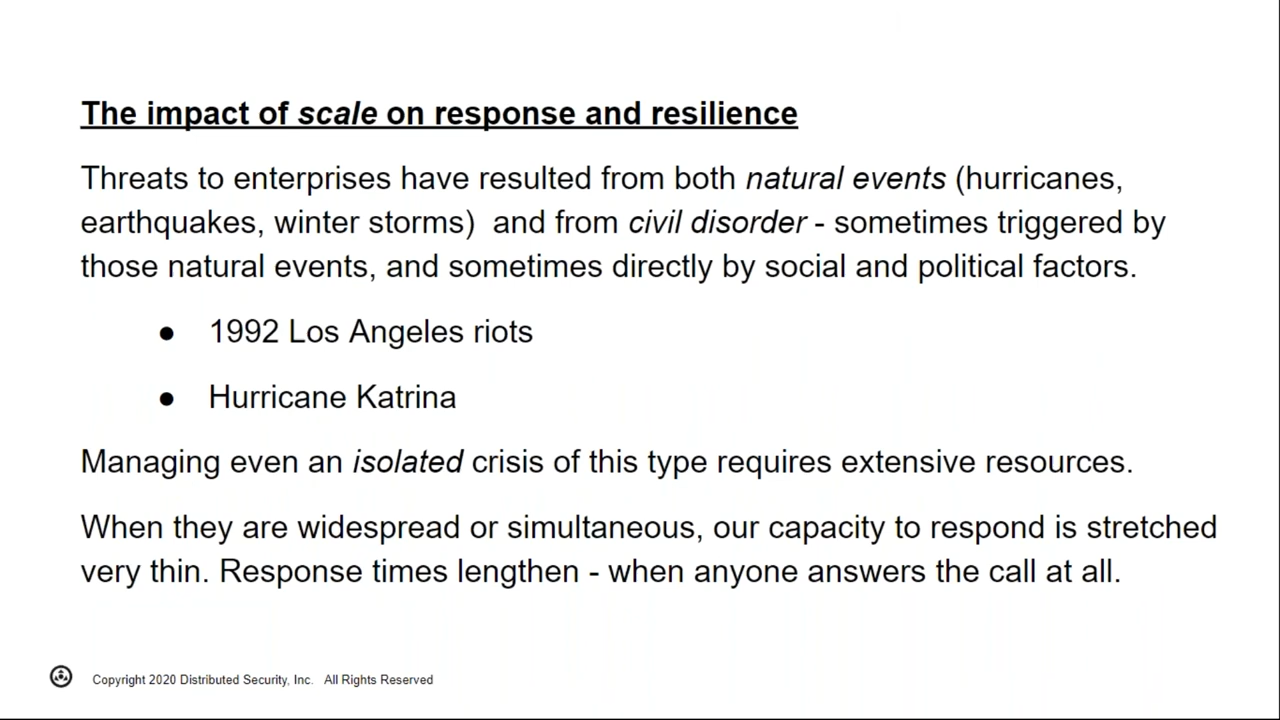 The impact of scale on response and resilience
Threats to enterprises have resulted from both natural events (hurricanes,
earthquakes, winter storms)  and from civil disorder - sometimes triggered by
those natural events, and sometimes directly by social and political factors.
● 1992 Los Angeles riots
● Hurricane Katrina
Managing even an isolated crisis of this type requires extensive resources.
When they are widespread or simultaneous, our capacity to respond is stretched
very thin. Response times lengthen - when anyone answers the call at all.
Copyright 2020 Distributed Security, Inc.   All Rights Reserved